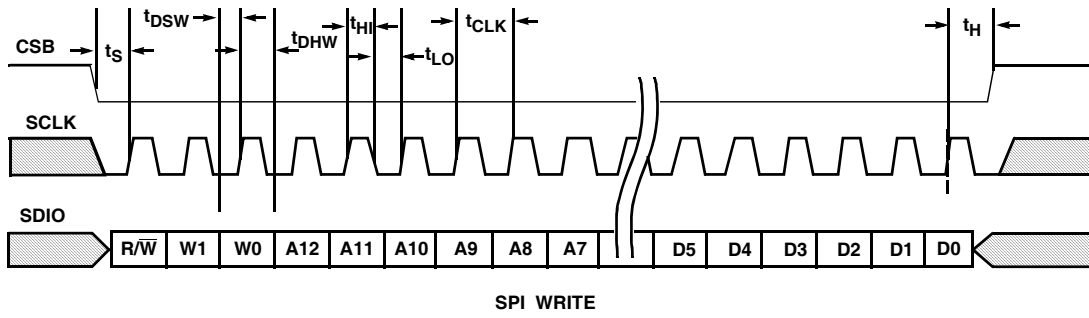 tDSW tHI tCLK tH
CSB tS tDHW tLO
SCLK
SDIO
R/W̅ W1 W0 A12 A11 A10 A9 A8 A7 D5 D4 D3 D2 D1 D0
SPI WRITE